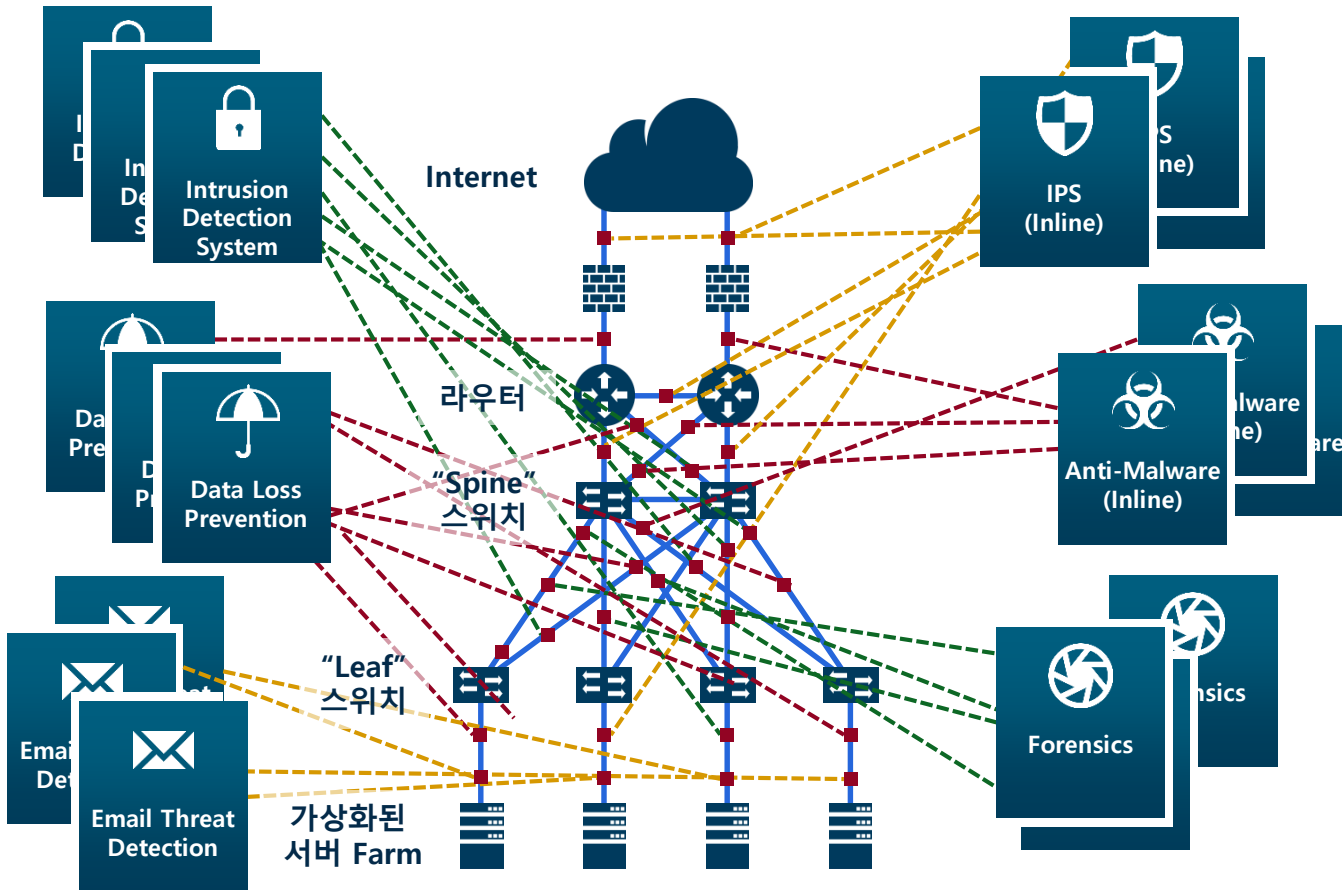 Internet
라우터
“Spine”
스위치
“Leaf”
스위치
가상화된
서버 Farm
Intrusion
Detection
System
Data Loss
Prevention
Email Threat
Detection
IPS
(Inline)
Anti-Malware
(Inline)
Forensics